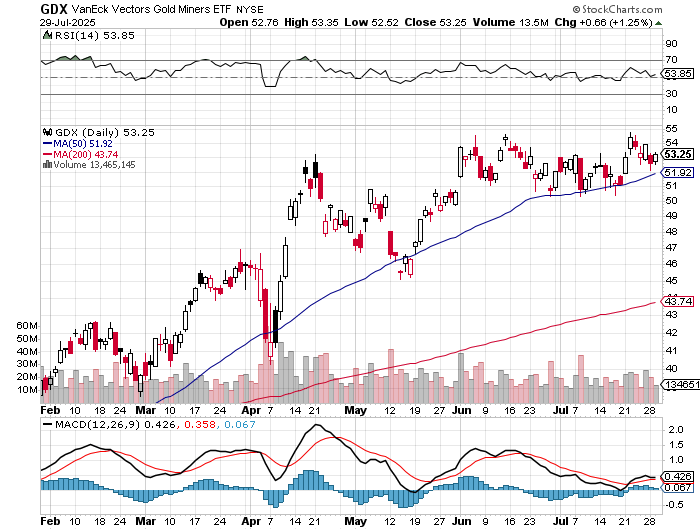 GDX VanEck Vectors Gold Miners ETF NYSE © StockCharts.com
29-Jul-2025 Open 52.76 High 53.35 Low 52.52 Close 53.25 Volume 13.5M Chg +0.66 (+1.25%)
RSI(14) 53.85
90
70
53.85
30
10
GDX (Daily) 53.25
MA(50) 51.92
MA(200) 43.74
Volume 13,465,145
55
54
53.25
51.92
51
50
49
48
47
46
45
43.74
43
42
41
40
39
60M
50M
40M
30M
20M
10M
134651
Feb 10 18 24 Mar 10 17 24 Apr 7 14 21 May 12 19 27 Jun 9 16 23 Jul 7 14 21 28
MACD(12,26,9) 0.426, 0.358, 0.067
2.0
1.5
1.0
0.426
0.067
-0.5
Feb 10 18 24 Mar 10 17 24 Apr 7 14 21 May 12 19 27 Jun 9 16 23 Jul 7 14 21 28